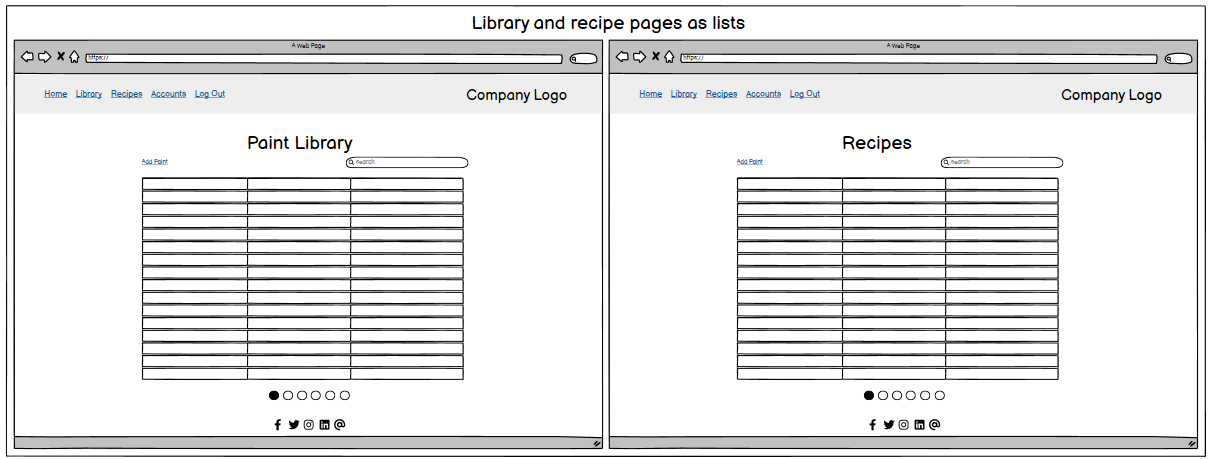 Library and recipe pages as lists
A Web Page
https://
Home Library Recipes Accounts Log Out
Company Logo
Paint Library
Add Paint
search
A Web Page
https://
Home Library Recipes Accounts Log Out
Company Logo
Recipes
Add Paint
search